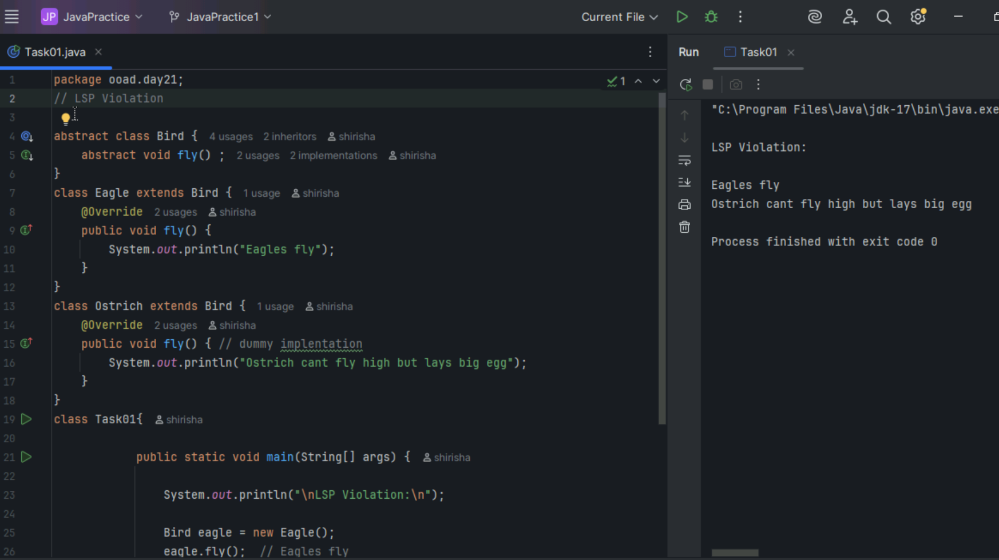 JP JavaPractice JavaPractice1 Current File
Task01.java
Run Task01
1 package ooad.day21; 1
2 // LSP Violation
3
4 abstract class Bird { 4 usages 2 inheritors shirisha
5 abstract void fly() ; 2 usages 2 implementations shirisha
6 }
7 class Eagle extends Bird { 1 usage shirisha
8 @Override 2 usages shirisha
9 public void fly() {
10 System.out.println("Eagles fly");
11 }
12 }
13 class Ostrich extends Bird { 1 usage shirisha
14 @Override 2 usages shirisha
15 public void fly() { // dummy implentation
16 System.out.println("Ostrich cant fly high but lays big egg");
17 }
18 }
19 class Task01{ shirisha
20
21 public static void main(String[] args) { shirisha
22
23 System.out.println("\nLSP Violation:\n");
24
25 Bird eagle = new Eagle();
26 eagle.fly(); // Eagles fly
"C:\Program Files\Java\jdk-17\bin\java.exe
LSP Violation:
Eagles fly
Ostrich cant fly high but lays big egg
Process finished with exit code 0